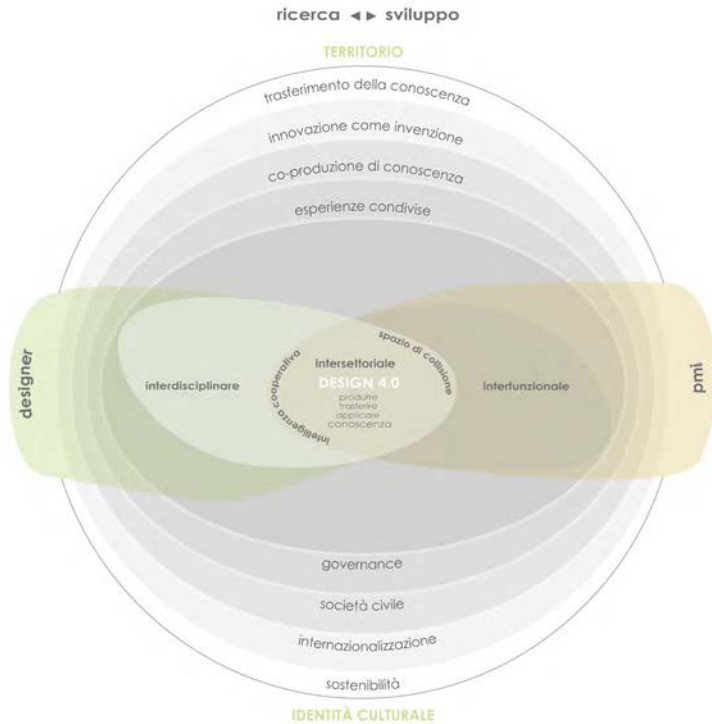 ricerca ◄ ► sviluppo
TERRITORIO
trasferimento della conoscenza
innovazione come invenzione
co-produzione di conoscenza
esperienze condivise
designer
interdisciplinare
intelligenza cooperativa
spazio di collisione
intersettoriale
DESIGN 4.0
produrre
trasferire
applicare
conoscenza
interfunzionale
pmi
governance
società civile
internazionalizzazione
sostenibilità
IDENTITÀ CULTURALE